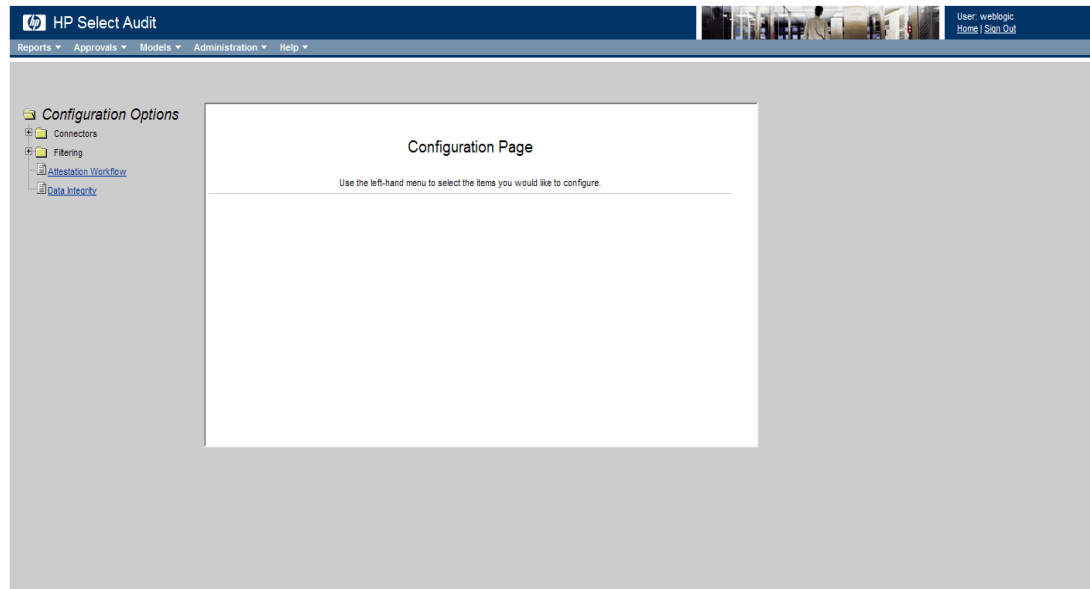 hp HP Select Audit
User: weblogic
Home | Sign Out
Reports Approvals Models Administration Help
Configuration Options
Connectors
Filtering
Attestation Workflow
Data Integrity
Configuration Page
Use the left-hand menu to select the items you would like to configure.